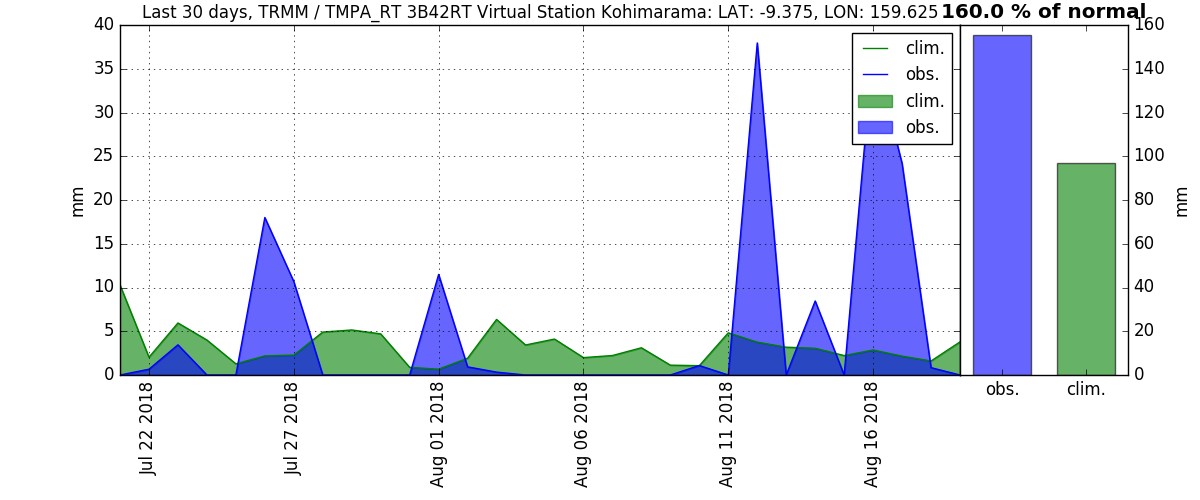 Last 30 days, TRMM / TMPA_RT 3B42RT Virtual Station Kohimarama: LAT: -9.375, LON: 159.625
160.0 % of normal
clim.
obs.
clim.
obs.
mm
40
35
30
25
20
15
10
5
0
Jul 22 2018
Jul 27 2018
Aug 01 2018
Aug 06 2018
Aug 11 2018
Aug 16 2018
160
140
120
100
80
60
40
20
0
mm
obs.
clim.